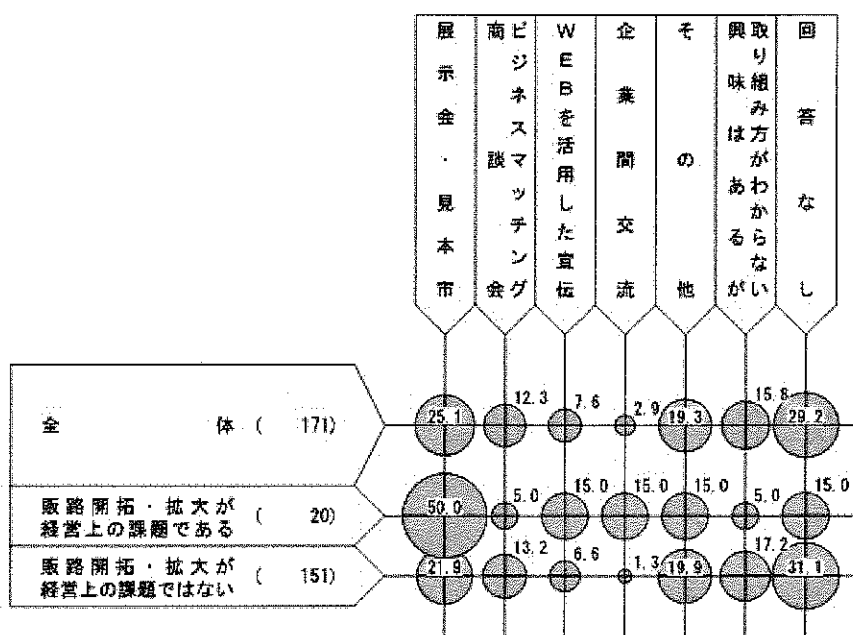 展示会・見本市
ビジネスマッチング
商談会
WEBを活用した宣伝
企業間交流
その他
取り組み方がわからない
興味はあるが
回答なし
全体 ( 171)
25.1 12.3 7.6 2.9 19.3 15.8 29.2
販路開拓・拡大が
経営上の課題である ( 20)
50.0 5.0 15.0 15.0 15.0 5.0 15.0
販路開拓・拡大が
経営上の課題ではない ( 151)
21.9 13.2 6.6 1.3 19.9 17.2 31.1